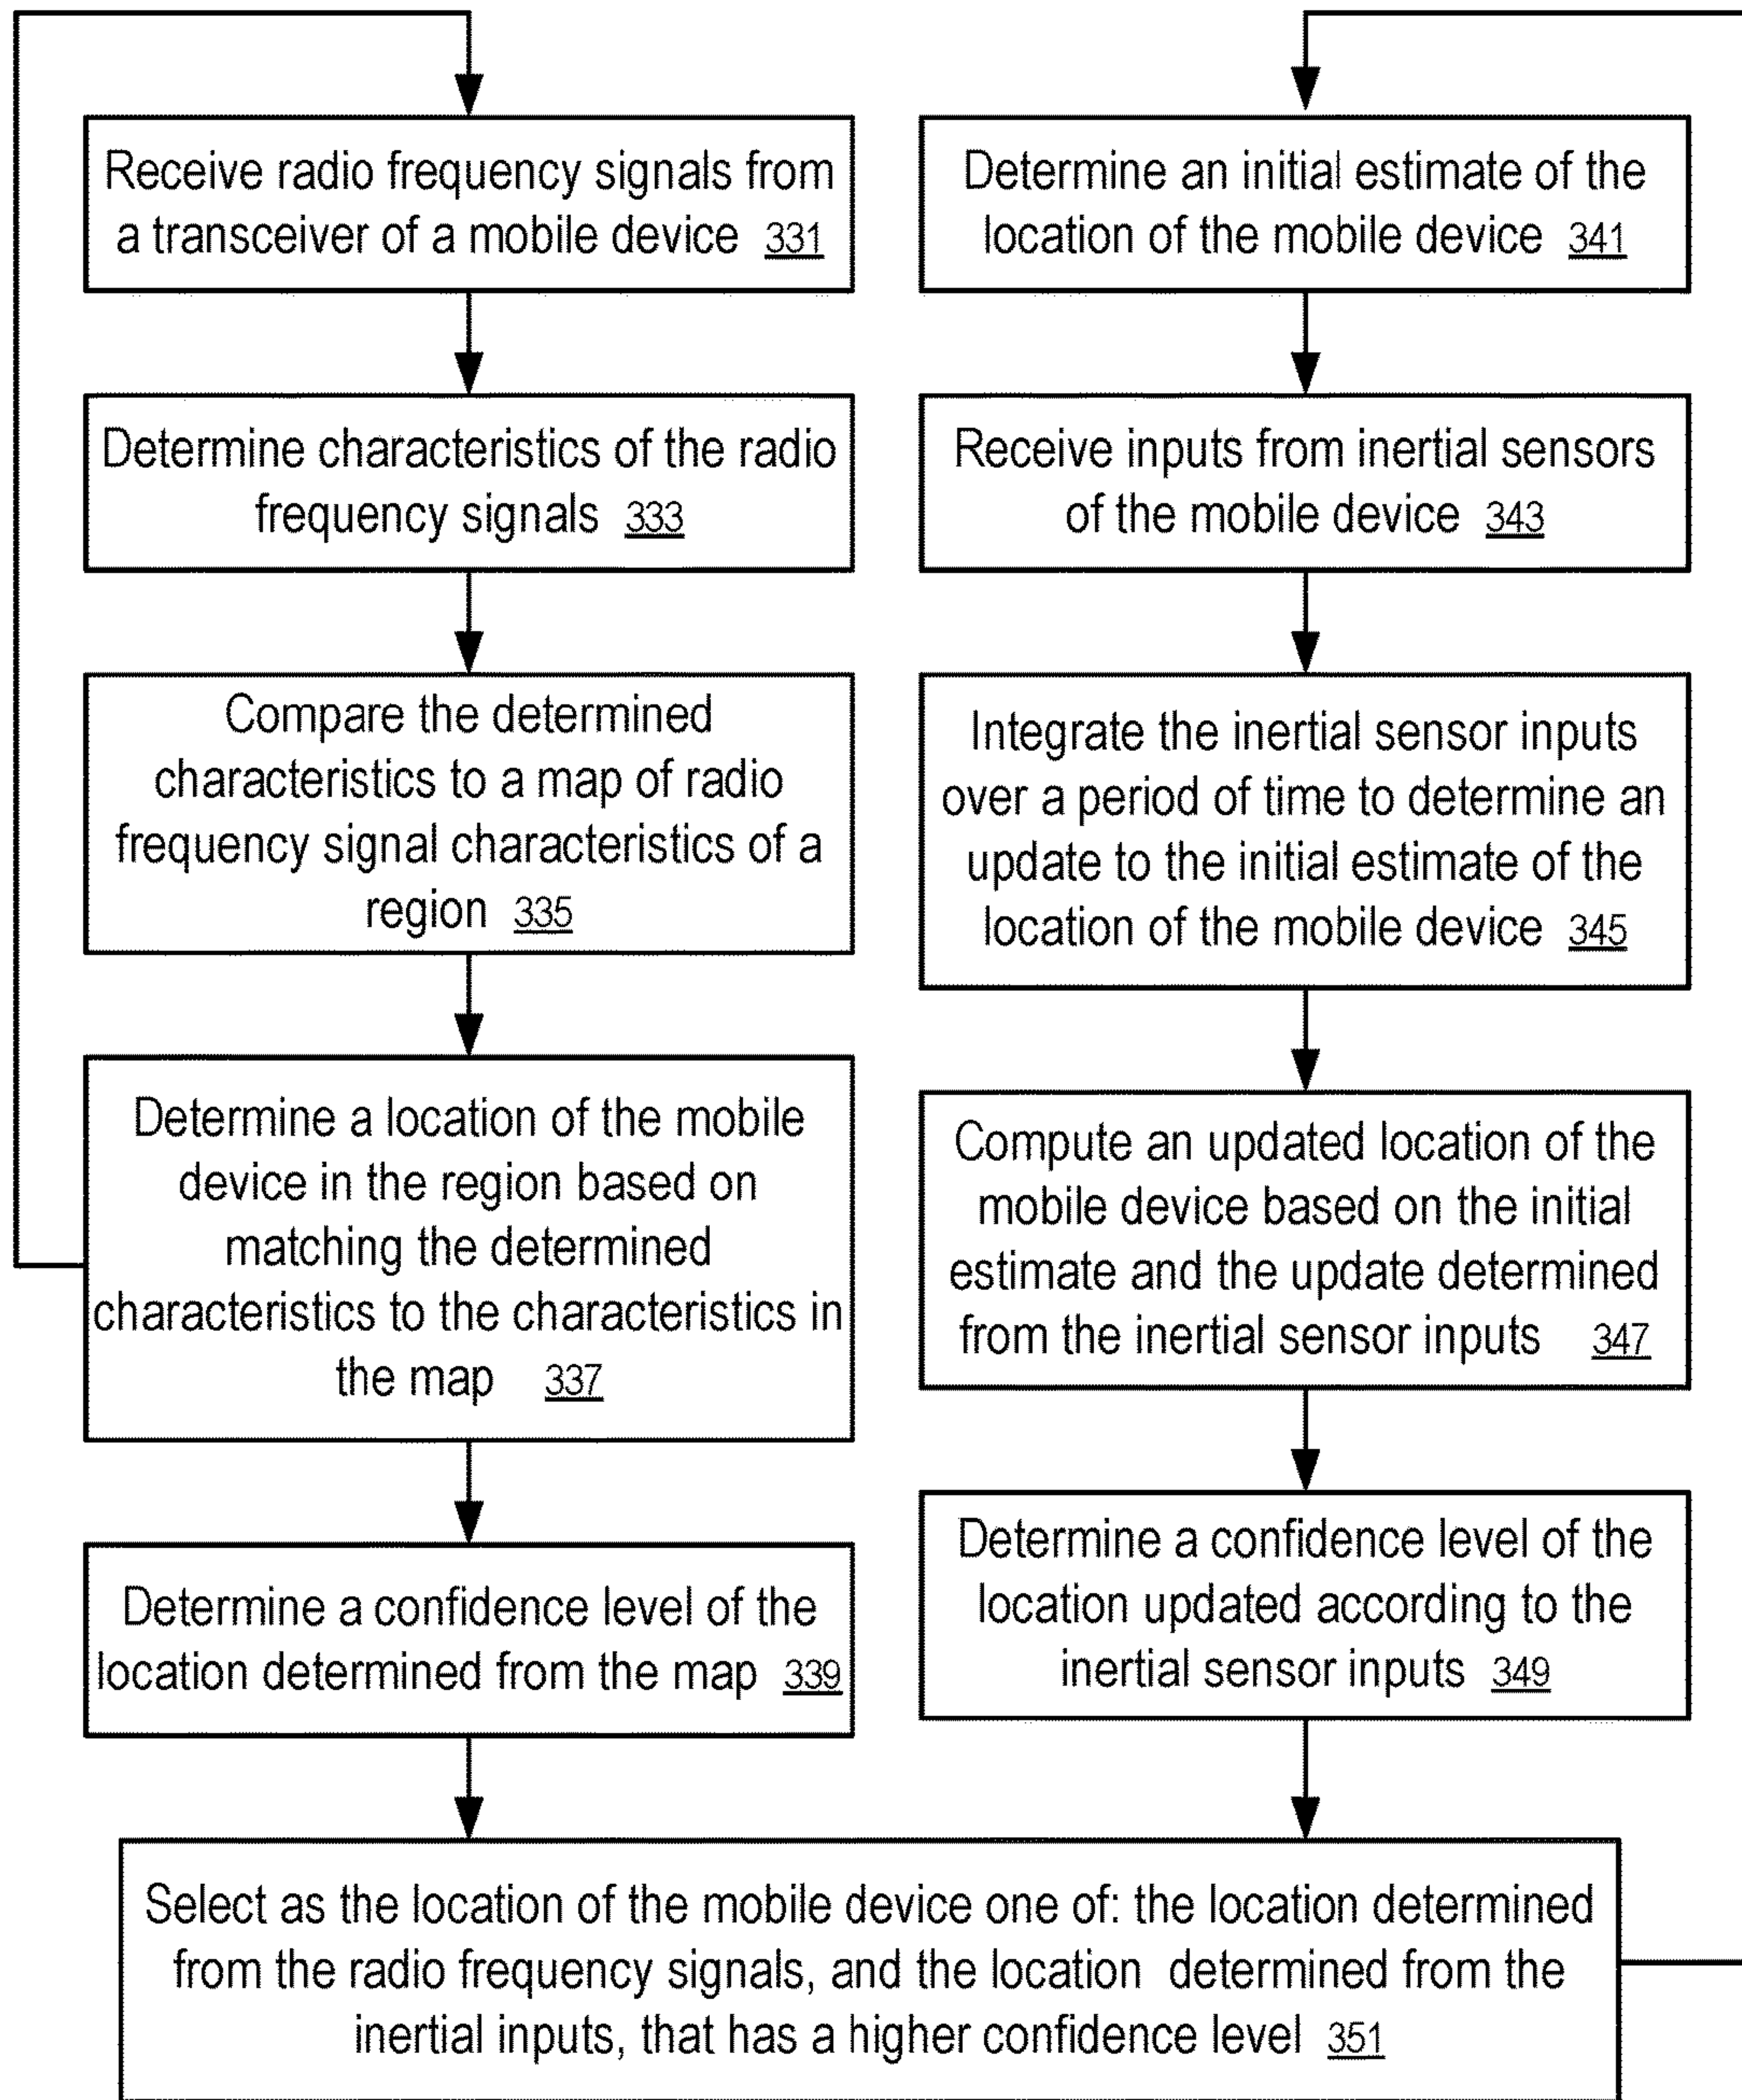 Receive radio frequency signals from
a transceiver of a mobile device 331
Determine characteristics of the radio
frequency signals 333
Compare the determined
characteristics to a map of radio
frequency signal characteristics of a
region 335
Determine a location of the mobile
device in the region based on
matching the determined
characteristics to the characteristics in
the map 337
Determine a confidence level of the
location determined from the map 339
Determine an initial estimate of the
location of the mobile device 341
Receive inputs from inertial sensors
of the mobile device 343
Integrate the inertial sensor inputs
over a period of time to determine an
update to the initial estimate of the
location of the mobile device 345
Compute an updated location of the
mobile device based on the initial
estimate and the update determined
from the inertial sensor inputs 347
Determine a confidence level of the
location updated according to the
inertial sensor inputs 349
Select as the location of the mobile device one of: the location determined
from the radio frequency signals, and the location determined from the
inertial inputs, that has a higher confidence level 351